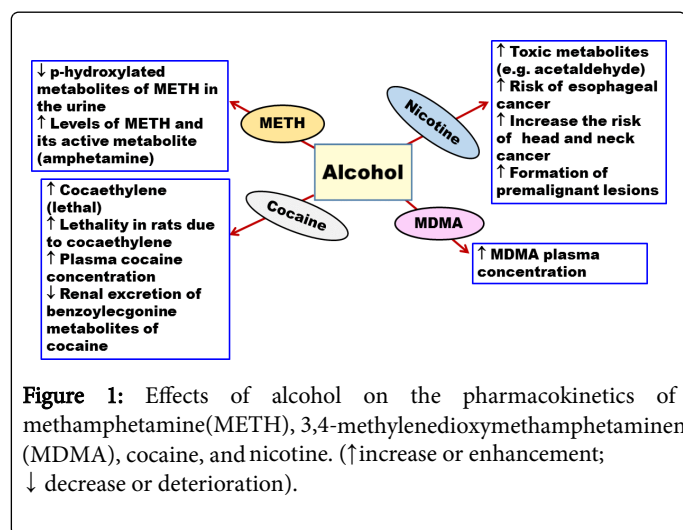 ↓ p-hydroxylated
metabolites of METH in
the urine
↑ Levels of METH and
its active metabolite
(amphetamine)
METH
Nicotine
↑ Toxic metabolites
(e.g. acetaldehyde)
↑ Risk of esophageal
cancer
↑ Increase the risk
of head and neck
cancer
↑ Formation of
premalignant lesions
Alcohol
↑ Cocaethylene
(lethal)
↑ Lethality in rats due
to cocaethylene
↑ Plasma cocaine
concentration
↓ Renal excretion of
benzoylecgonine
metabolites of
cocaine
Cocaine
MDMA
↑ MDMA plasma
concentration
Figure 1: Effects of alcohol on the pharmacokinetics of
methamphetamine(METH), 3,4-methylenedioxymethamphetaminen
(MDMA), cocaine, and nicotine. (↑increase or enhancement;
↓ decrease or deterioration).